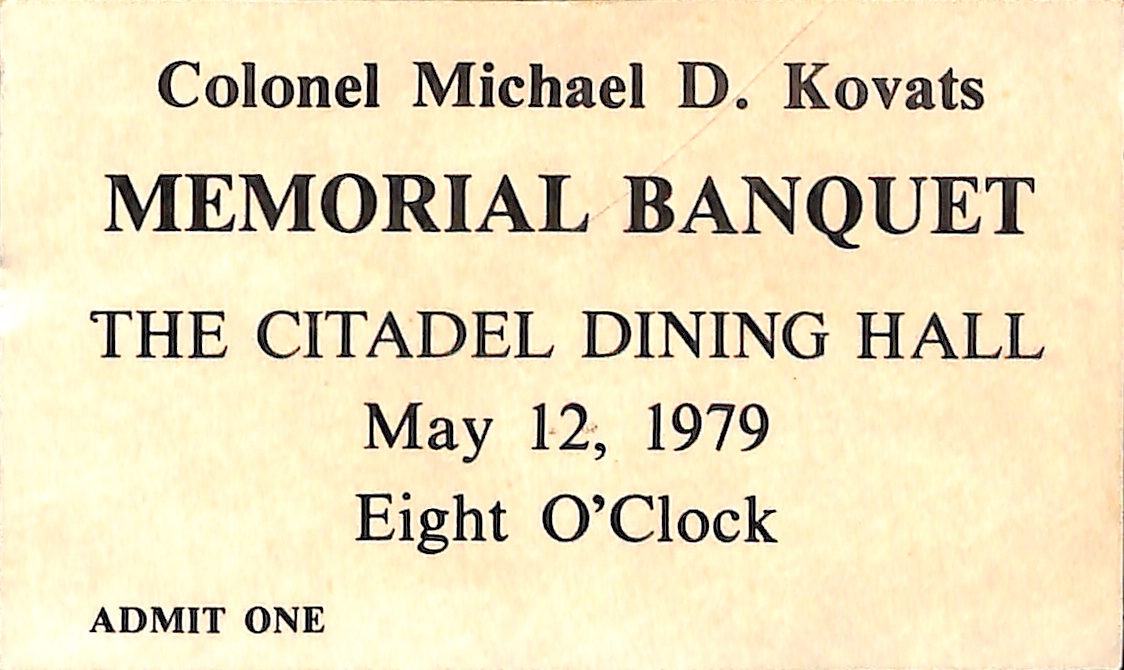 Colonel Michael D. Kovats
MEMORIAL BANQUET
THE CITADEL DINING HALL
May 12, 1979
Eight O’Clock
ADMIT ONE